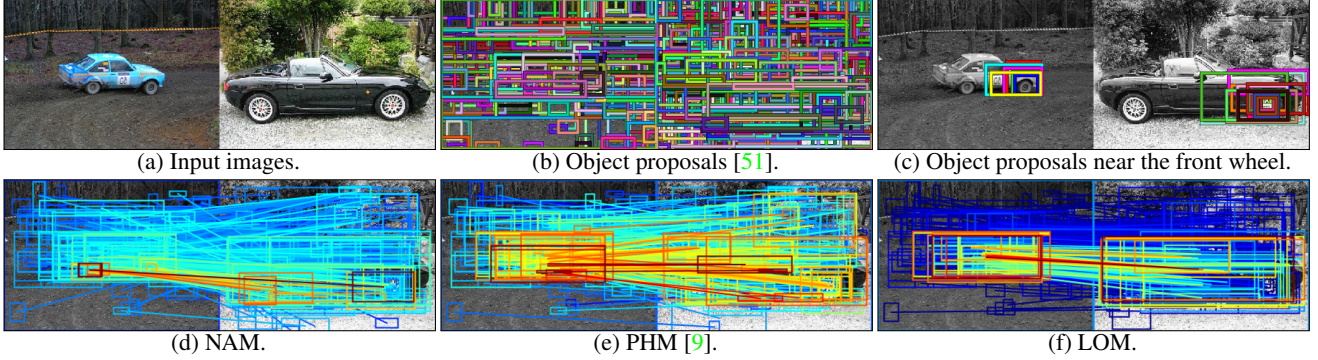 (a) Input images.
(b) Object proposals [51].
(c) Object proposals near the front wheel.
(d) NAM.
(e) PHM [9].
(f) LOM.